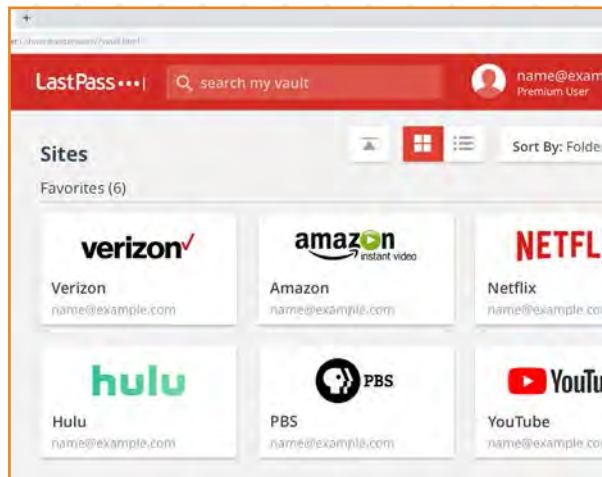 +
LastPass •••|
search my vault
name@exam
Premium User
Sites
Sort By: Folde
Favorites (6)
verizon
amazon
instant video
NETFL
Verizon
Amazon
Netflix
name@example.com
name@example.com
name@example.co
hulu
PBS
YouTu
Hulu
PBS
YouTube
name@example.com
name@example.com
name@example.co